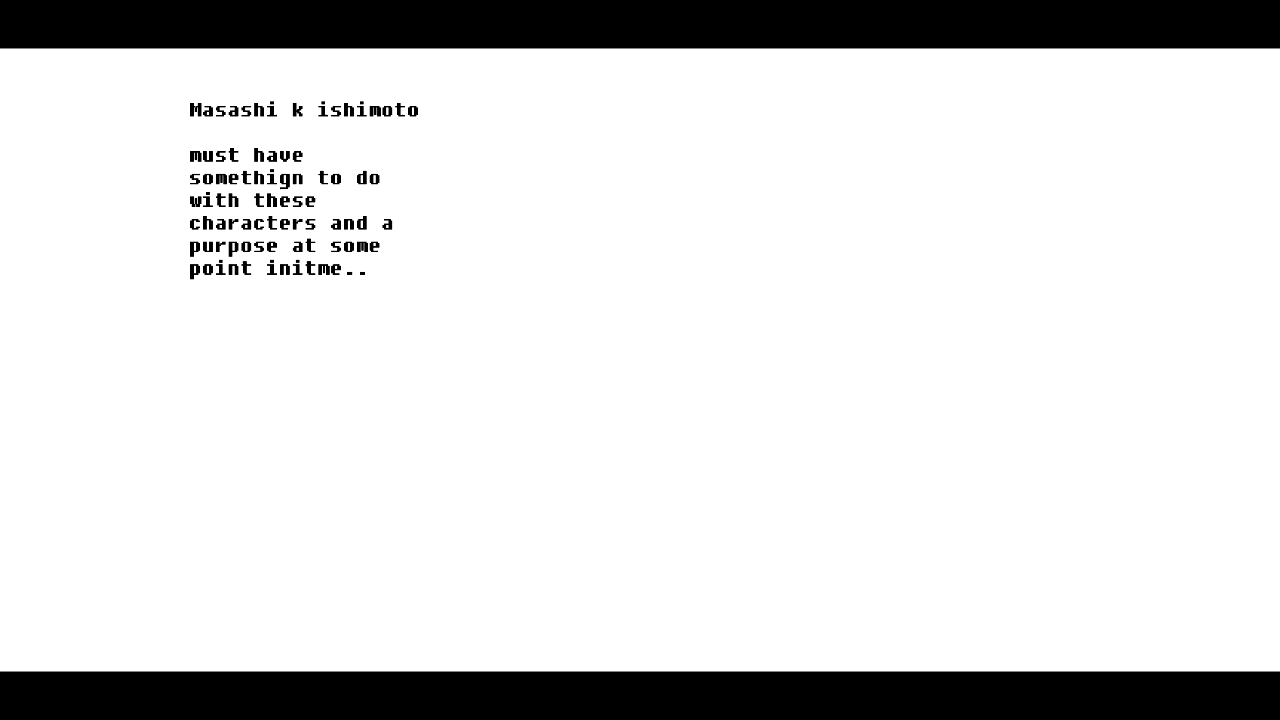 Masashi k ishimoto
must have
somethign to do
with these
characters and a
purpose at some
point initme..